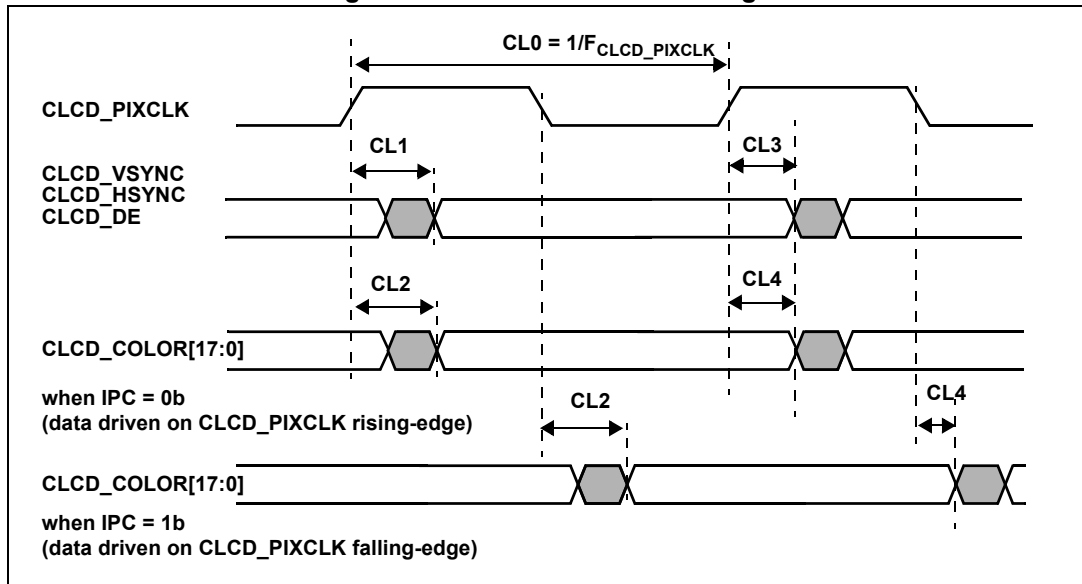 CL0 = 1/FCLCD_PIXCLK
CLCD_PIXCLK
CL1
CL3
CLCD_VSYNC
CLCD_HSYNC
CLCD_DE
CL2
CL4
CLCD_COLOR[17:0]
when IPC = 0b
(data driven on CLCD_PIXCLK rising-edge)
CL2
CL4
CLCD_COLOR[17:0]
when IPC = 1b
(data driven on CLCD_PIXCLK falling-edge)